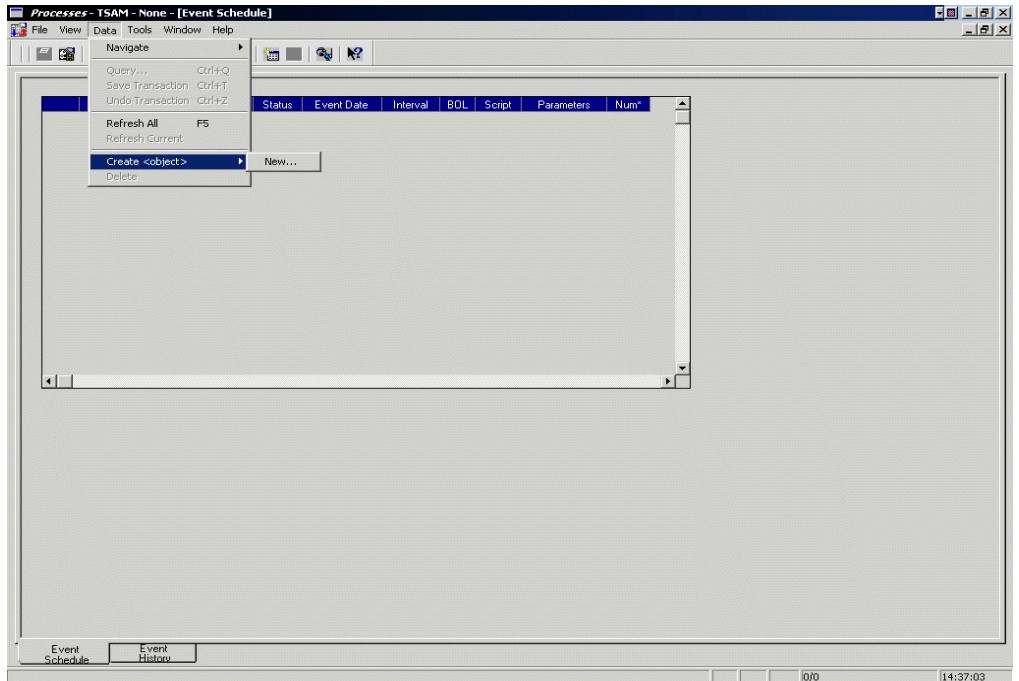 Processes - TSAM - None - [Event Schedule]
File View Data Tools Window Help
Navigate
Query... Ctrl+Q
Save Transaction Ctrl+T
Undo Transaction Ctrl+Z
Status Event Date Interval BOL Script Parameters Num*
Refresh All F5
Refresh Current
Create <object> New...
Delete
Event Schedule
Event History
0/0 14:37:03